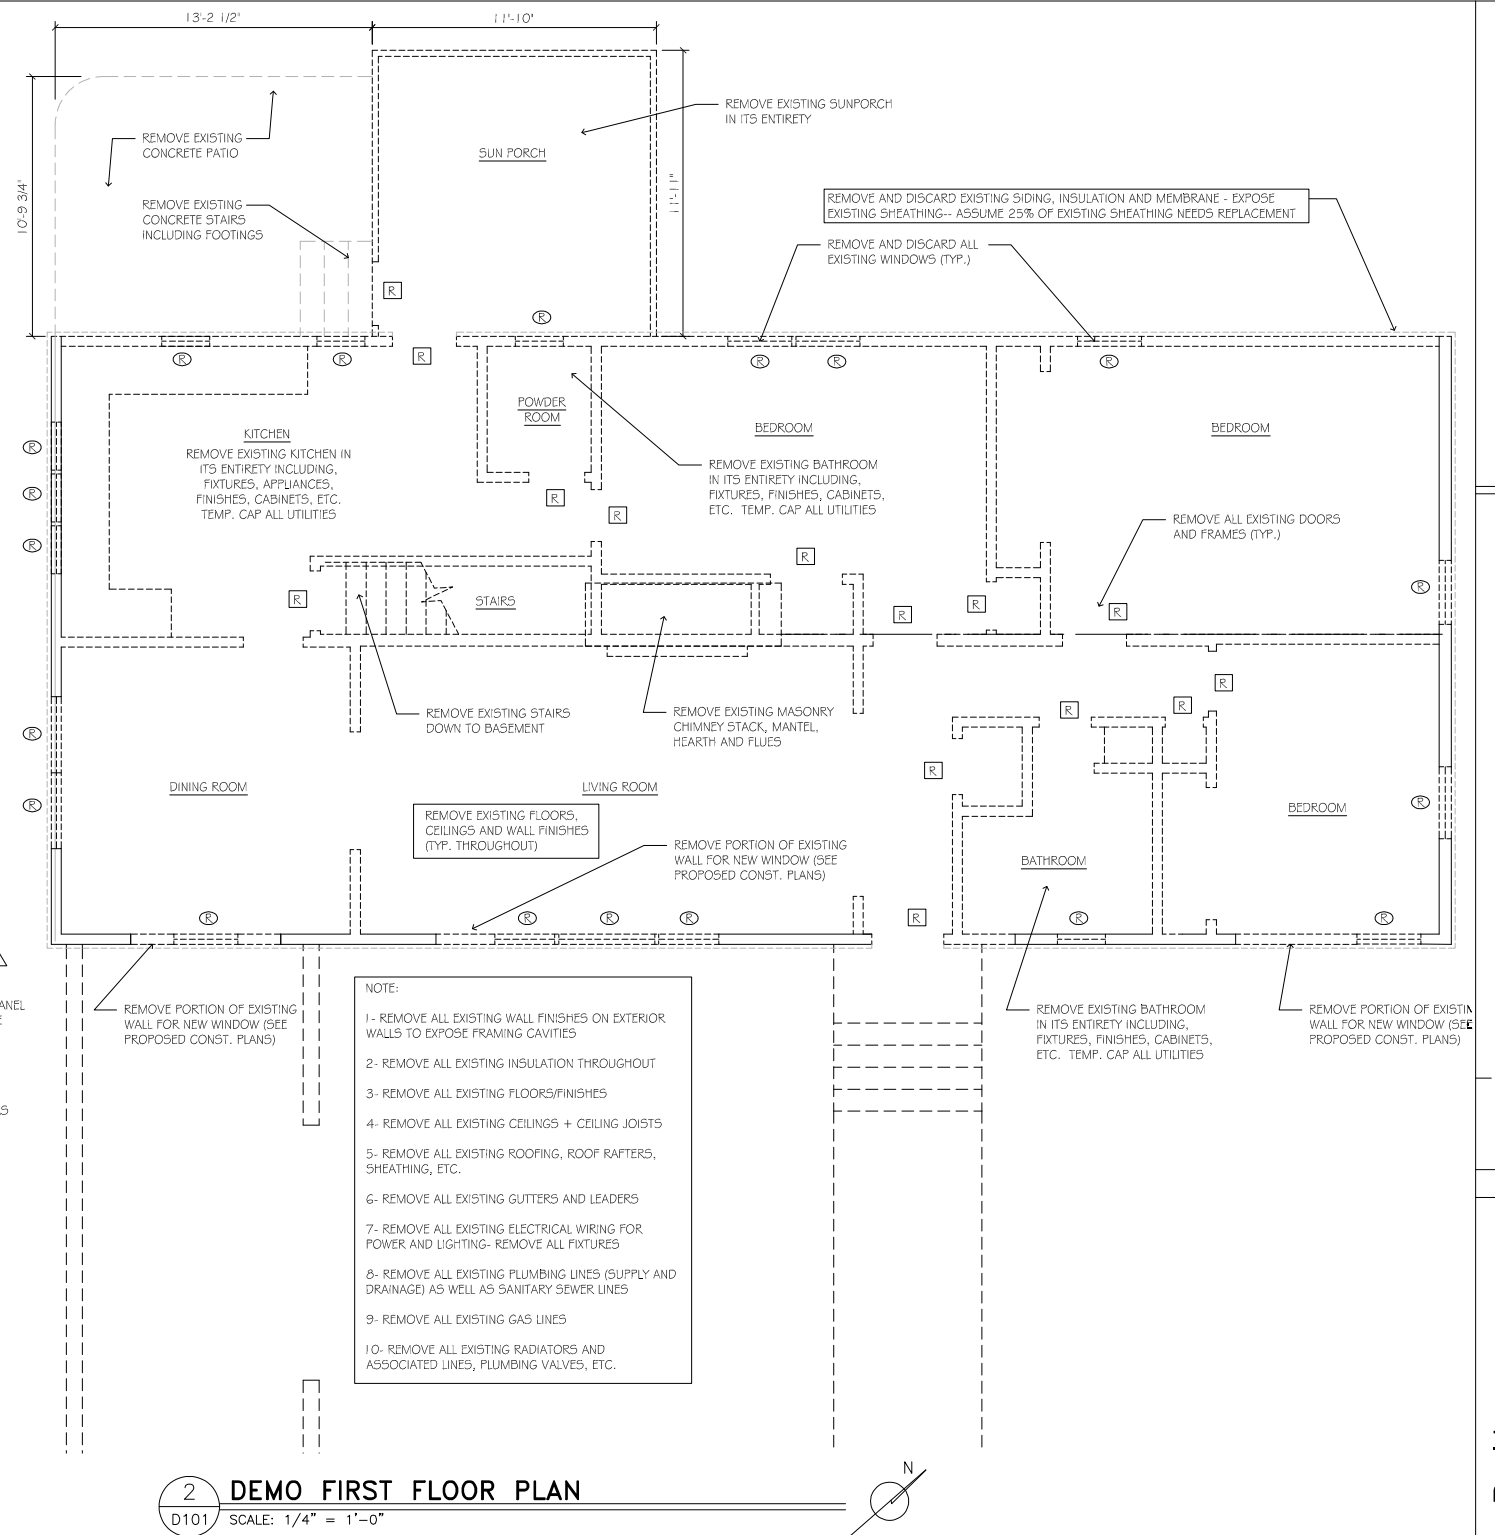 13'-2 1/2"
11'-10"
10'-9 3/4"
11'-11"
REMOVE EXISTING
CONCRETE PATIO
REMOVE EXISTING
CONCRETE STAIRS
INCLUDING FOOTINGS
SUN PORCH
REMOVE EXISTING SUNPORCH
IN ITS ENTIRETY
REMOVE AND DISCARD EXISTING SIDING, INSULATION AND MEMBRANE - EXPOSE
EXISTING SHEATHING-- ASSUME 25% OF EXISTING SHEATHING NEEDS REPLACEMENT
REMOVE AND DISCARD ALL
EXISTING WINDOWS (TYP.)
R
R
R
R
R
R
R
R
POWDER
ROOM
KITCHEN
REMOVE EXISTING KITCHEN IN
ITS ENTIRETY INCLUDING,
FIXTURES, APPLIANCES,
FINISHES, CABINETS, ETC.
TEMP. CAP ALL UTILITIES
BEDROOM
BEDROOM
REMOVE EXISTING BATHROOM
IN ITS ENTIRETY INCLUDING,
FIXTURES, FINISHES, CABINETS,
ETC. TEMP. CAP ALL UTILITIES
REMOVE ALL EXISTING DOORS
AND FRAMES (TYP.)
R
R
R
R
R
R
R
R
R
R
R
STAIRS
REMOVE EXISTING STAIRS
DOWN TO BASEMENT
REMOVE EXISTING MASONRY
CHIMNEY STACK, MANTEL,
HEARTH AND FLUES
R
R
R
R
R
R
R
DINING ROOM
LIVING ROOM
BEDROOM
REMOVE EXISTING FLOORS,
CEILINGS AND WALL FINISHES
(TYP. THROUGHOUT)
REMOVE PORTION OF EXISTING
WALL FOR NEW WINDOW (SEE
PROPOSED CONST. PLANS)
BATHROOM
R
R
R
R
R
R
R
ANEL
E
S
REMOVE PORTION OF EXISTING
WALL FOR NEW WINDOW (SEE
PROPOSED CONST. PLANS)
REMOVE EXISTING BATHROOM
IN ITS ENTIRETY INCLUDING,
FIXTURES, FINISHES, CABINETS,
ETC. TEMP. CAP ALL UTILITIES
REMOVE PORTION OF EXISTIN
WALL FOR NEW WINDOW (SEE
PROPOSED CONST. PLANS)
NOTE:
1- REMOVE ALL EXISTING WALL FINISHES ON EXTERIOR
WALLS TO EXPOSE FRAMING CAVITIES
2- REMOVE ALL EXISTING INSULATION THROUGHOUT
3- REMOVE ALL EXISTING FLOORS/FINISHES
4- REMOVE ALL EXISTING CEILINGS + CEILING JOISTS
5- REMOVE ALL EXISTING ROOFING, ROOF RAFTERS,
SHEATHING, ETC.
6- REMOVE ALL EXISTING GUTTERS AND LEADERS
7- REMOVE ALL EXISTING ELECTRICAL WIRING FOR
POWER AND LIGHTING- REMOVE ALL FIXTURES
8- REMOVE ALL EXISTING PLUMBING LINES (SUPPLY AND
DRAINAGE) AS WELL AS SANITARY SEWER LINES
9- REMOVE ALL EXISTING GAS LINES
10- REMOVE ALL EXISTING RADIATORS AND
ASSOCIATED LINES, PLUMBING VALVES, ETC.
2
D101
DEMO FIRST FLOOR PLAN
SCALE: 1/4" = 1'-0"
N